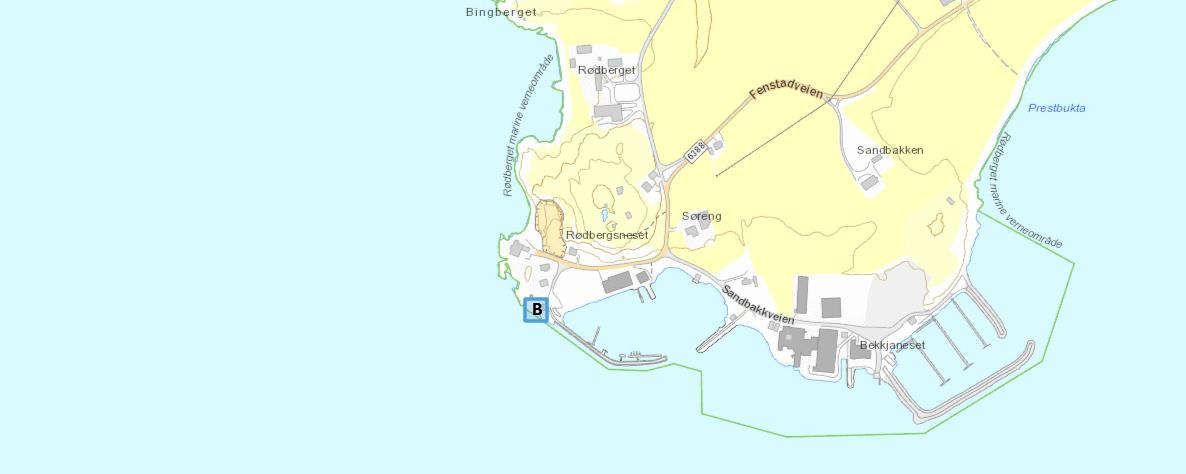 Bingberget
Rødberget
Rødberget marine verneområde
Fenstadveien
Prestbukta
6388
Sandbakken
Rødberget marine verneområde
Søreng
Rødbergsneset
Sandbakkveien
B
Bekkjaneset